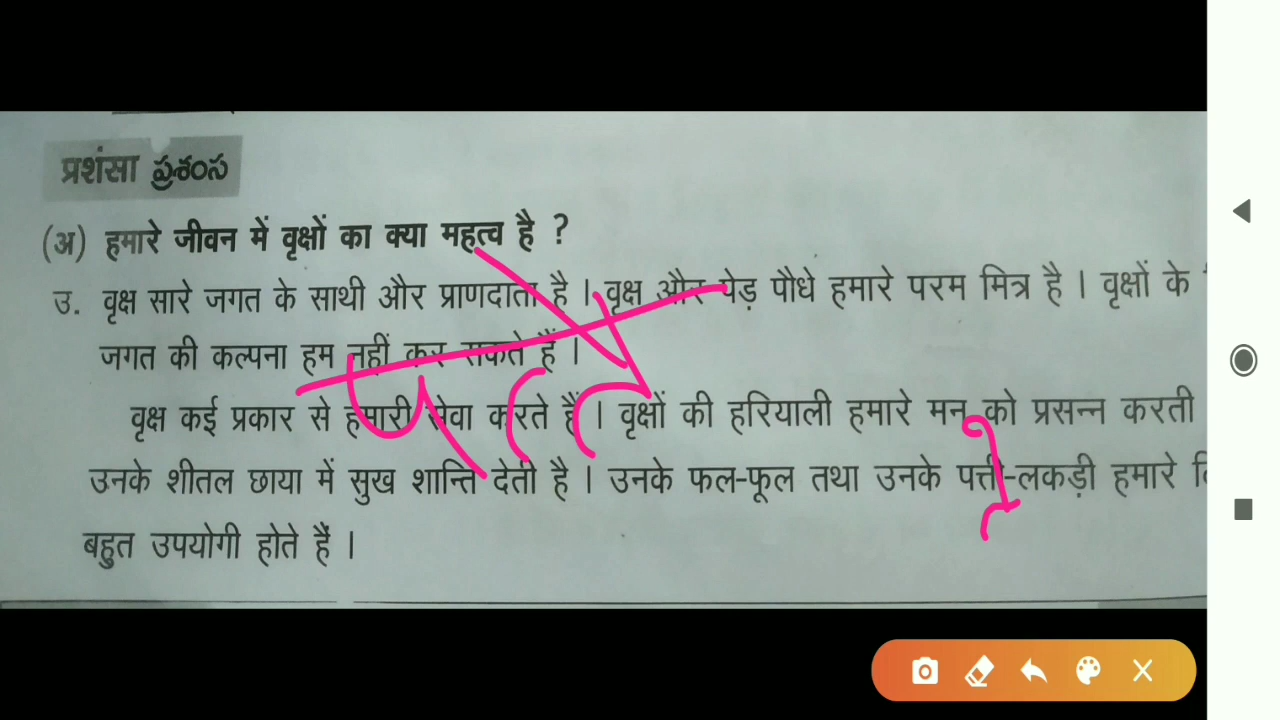 प्रशंसा ప్రశంస
(अ) हमारे जीवन में वृक्षों का क्या महत्व है ?
उ. वृक्ष सारे जगत के साथी और प्राणदाता है । वृक्ष और पेड़ पौधे हमारे परम मित्र है । वृक्षों के
जगत की कल्पना हम नहीं कर सकते हैं ।
वृक्ष कई प्रकार से हमारी सेवा करते हैं । वृक्षों की हरियाली हमारे मन को प्रसन्न करती
उनके शीतल छाया में सुख शान्ति देती है । उनके फल-फूल तथा उनके पत्ती-लकड़ी हमारे
बहुत उपयोगी होते हैं ।